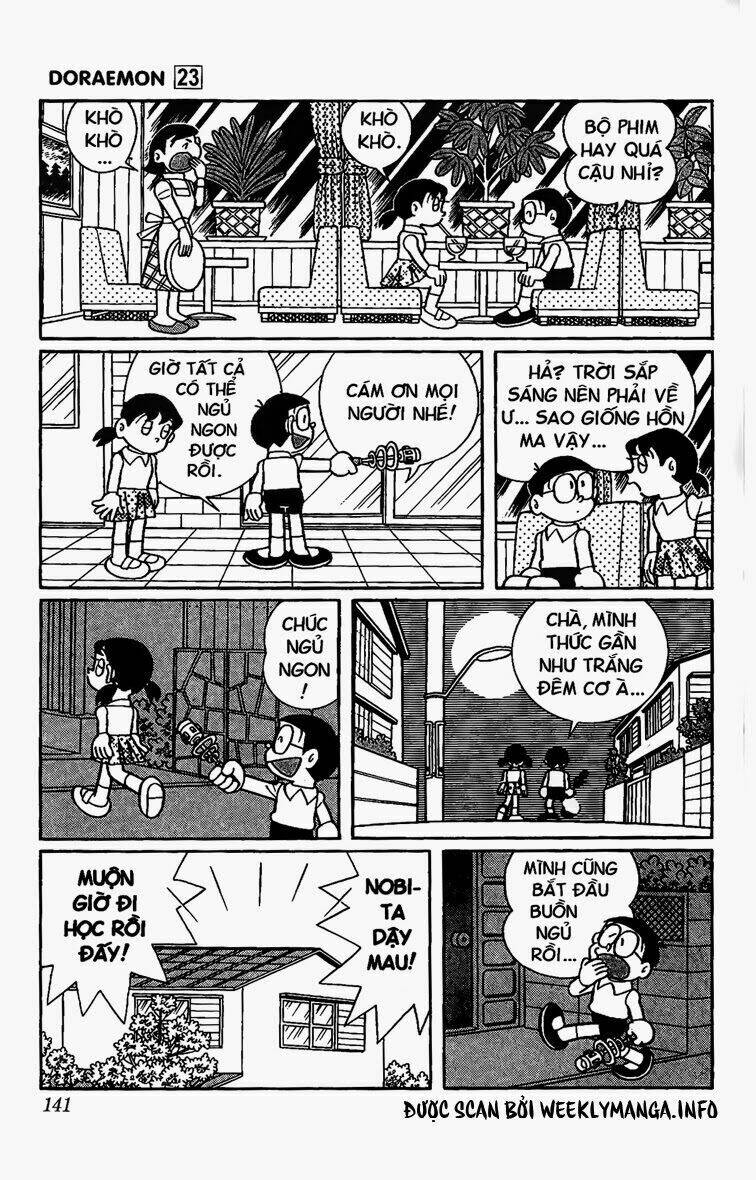 DORAEMON 23
KHÒ
KHÒ
...
KHÒ
KHÒ.
BỘ PHIM
HAY QUÁ
CẬU NHỈ?
GIỜ TẤT CẢ
CÓ THỂ
NGỦ
NGON
ĐƯỢC
RỒI.
CÁM ƠN MỌI
NGƯỜI NHÉ!
HẢ? TRỜI SẮP
SÁNG NÊN PHẢI VỀ
Ư... SAO GIỐNG HỒN
MA VẬY...
CHÚC
NGỦ
NGON
!
CHÀ, MÌNH
THỨC GẦN
NHƯ TRẮNG
ĐÊM CƠ À...
MUỘN
GIỜ ĐI
HỌC RỒI
ĐẤY!
NOBI-
TA
DẬY
MAU!
MÌNH CŨNG
BẮT ĐẦU
BUỒN
NGỦ
RỒI...
141
ĐƯỢC SCAN BỞI WEEKLYMANGA.INFO